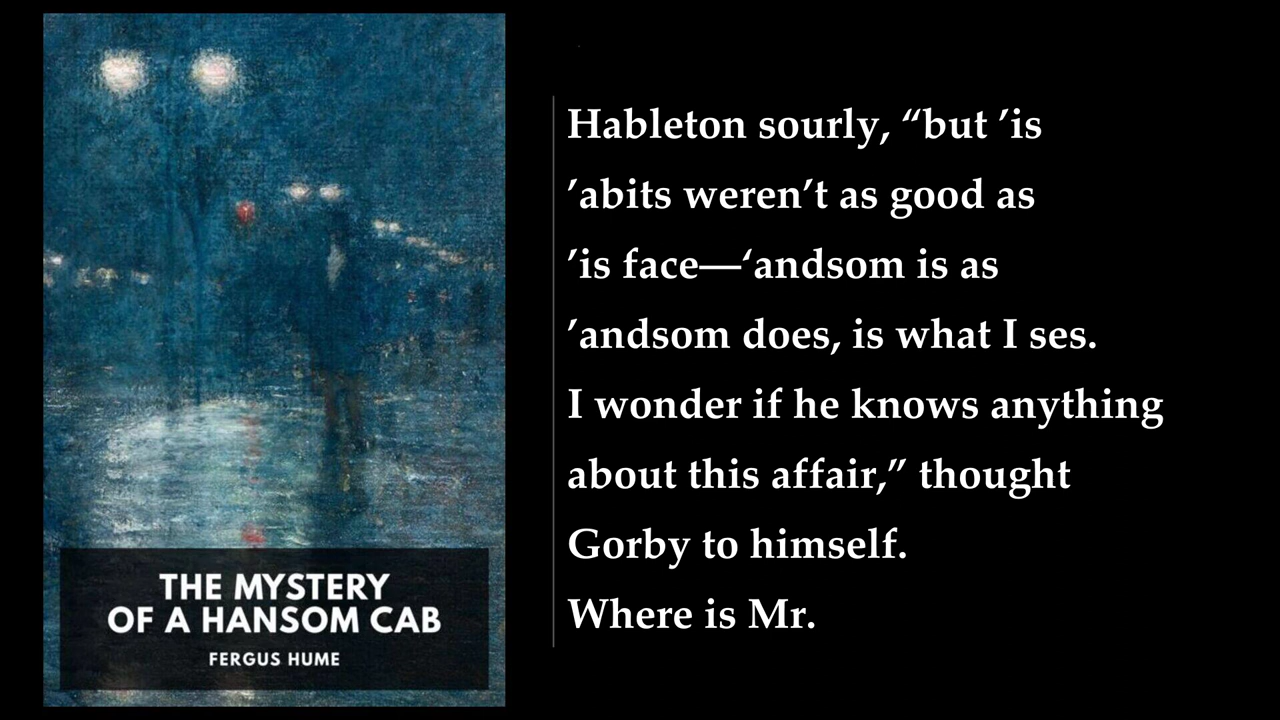 THE MYSTERY
OF A HANSOM CAB
FERGUS HUME
Hableton sourly, “but ’is
’abits weren’t as good as
’is face—‘andsom is as
’andsom does, is what I ses.
I wonder if he knows anything
about this affair,” thought
Gorby to himself.
Where is Mr.